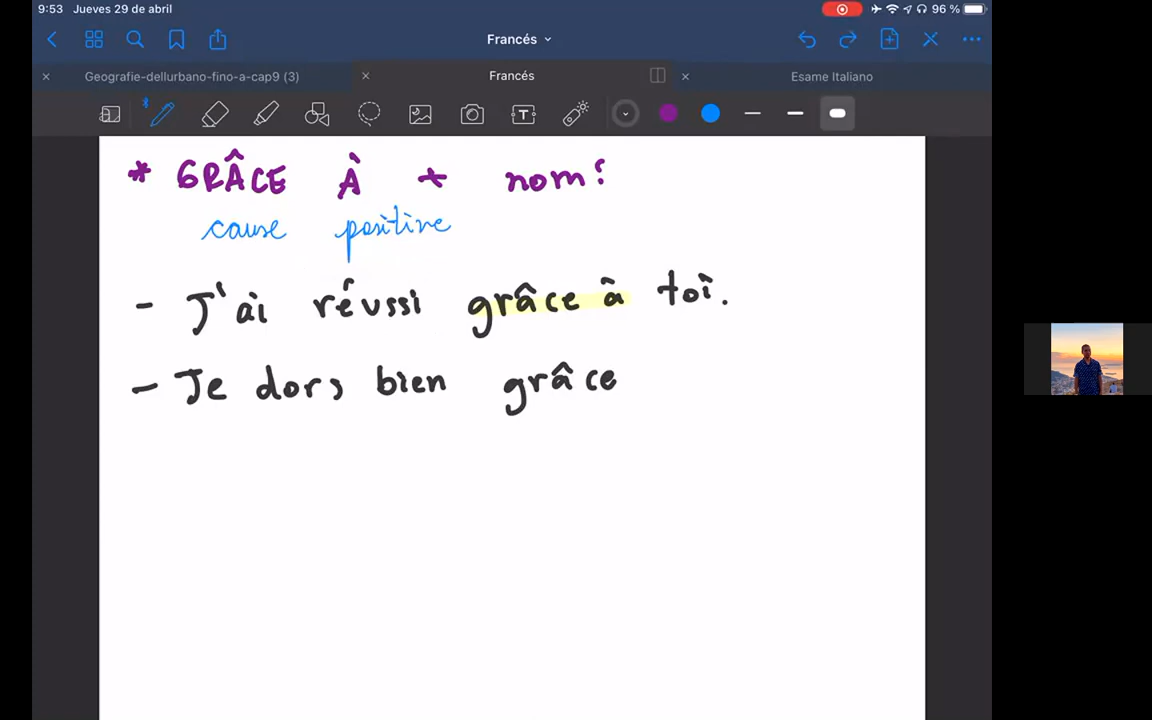 9:53 Jueves 29 de abril 96 %
Francés
Geografie-dellurbano-fino-a-cap9 (3) Francés Esame Italiano
* GRÂCE À + nom :
cause positive
- J'ai réussi grâce à toi.
- Je dors bien grâce